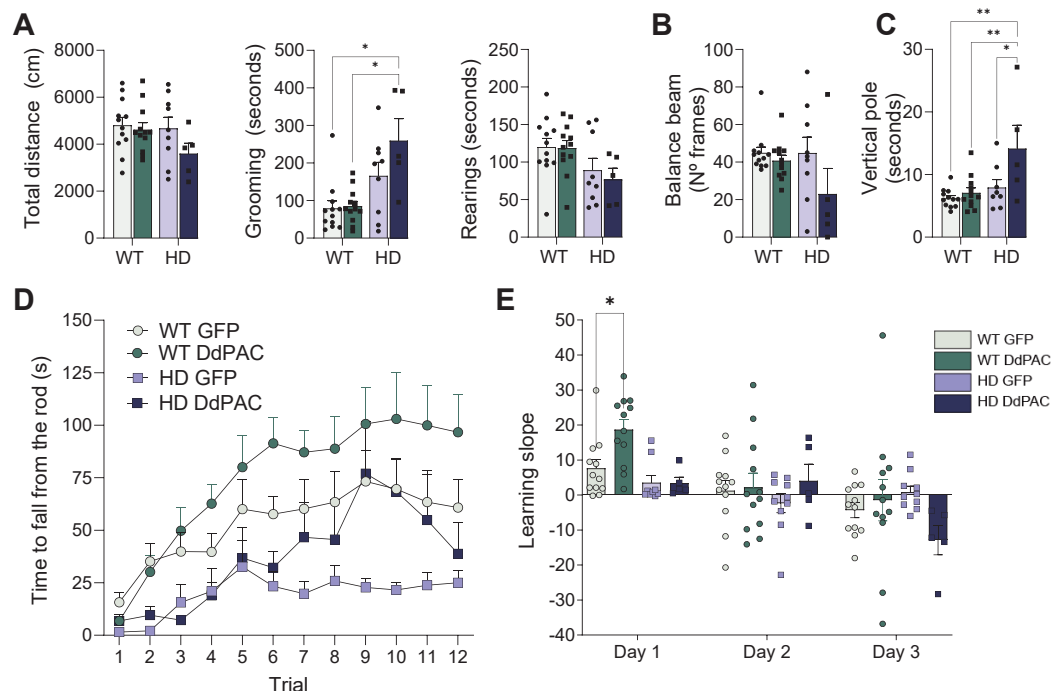 A
Total distance (cm)
8000
6000
4000
2000
0
WT
HD
Grooming (seconds)
500
400
300
200
100
0
*
*
WT
HD
Rearings (seconds)
250
200
150
100
50
0
WT
HD
B
Balance beam
(Nº frames)
100
80
60
40
20
0
WT
HD
C
Vertical pole
(seconds)
30
20
10
0
**
**
*
WT
HD
D
Time to fall from the rod (s)
150
125
100
75
50
25
0
WT GFP
WT DdPAC
HD GFP
HD DdPAC
1 2 3 4 5 6 7 8 9 10 11 12
Trial
E
Learning slope
50
40
30
20
10
0
-10
-20
-30
-40
*
WT GFP
WT DdPAC
HD GFP
HD DdPAC
Day 1
Day 2
Day 3